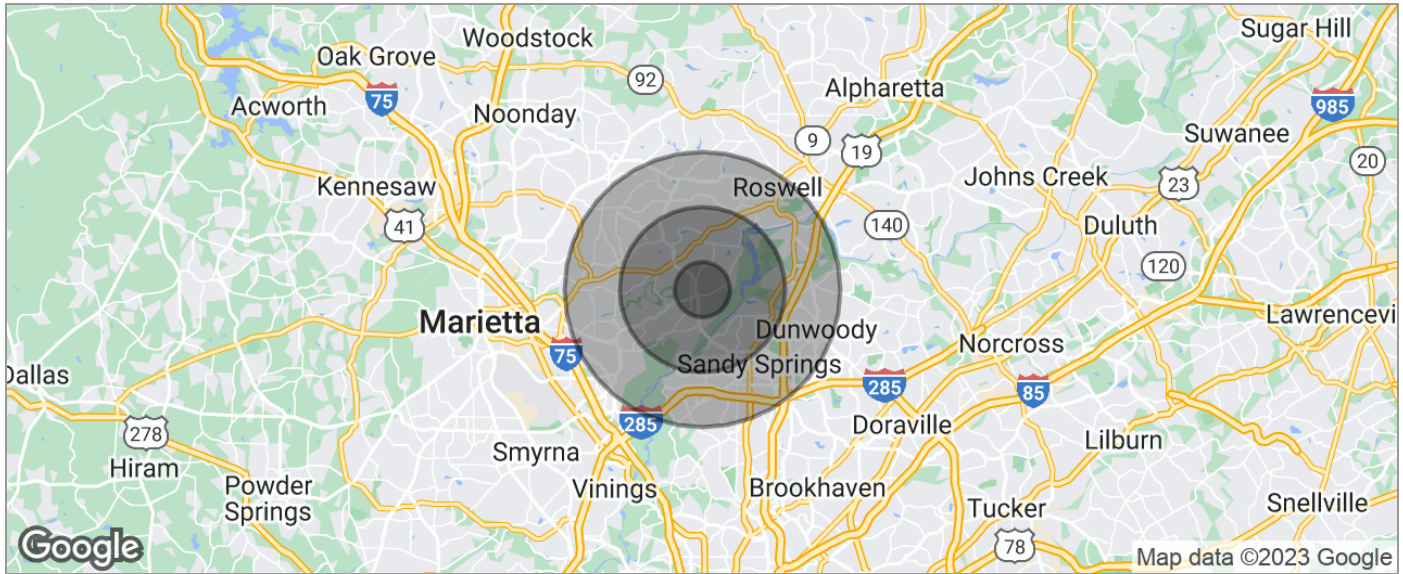 Sugar Hill
Woodstock
Oak Grove
92
Alpharetta
75
985
Acworth
Noonday
9
Suwanee
19
20
Kennesaw
Roswell
Johns Creek
23
41
140
Duluth
120
Marietta
Dunwoody
Lawrencevi
Norcross
75
Sandy Springs
Dallas
285
85
285
278
Doraville
Smyrna
Lilburn
Hiram
Vinings
Brookhaven
Powder
Springs
Tucker
Snellville
78
Google
Map data ©2023 Google